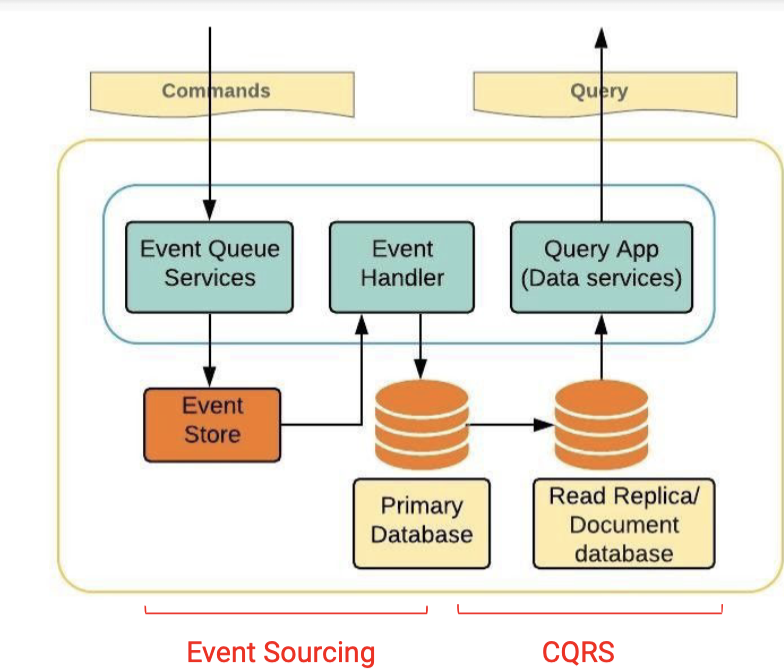 Commands
Query
Event Queue
Services
Event
Handler
Query App
(Data services)
Event
Store
Primary
Database
Read Replica/
Document
database
Event Sourcing
CQRS